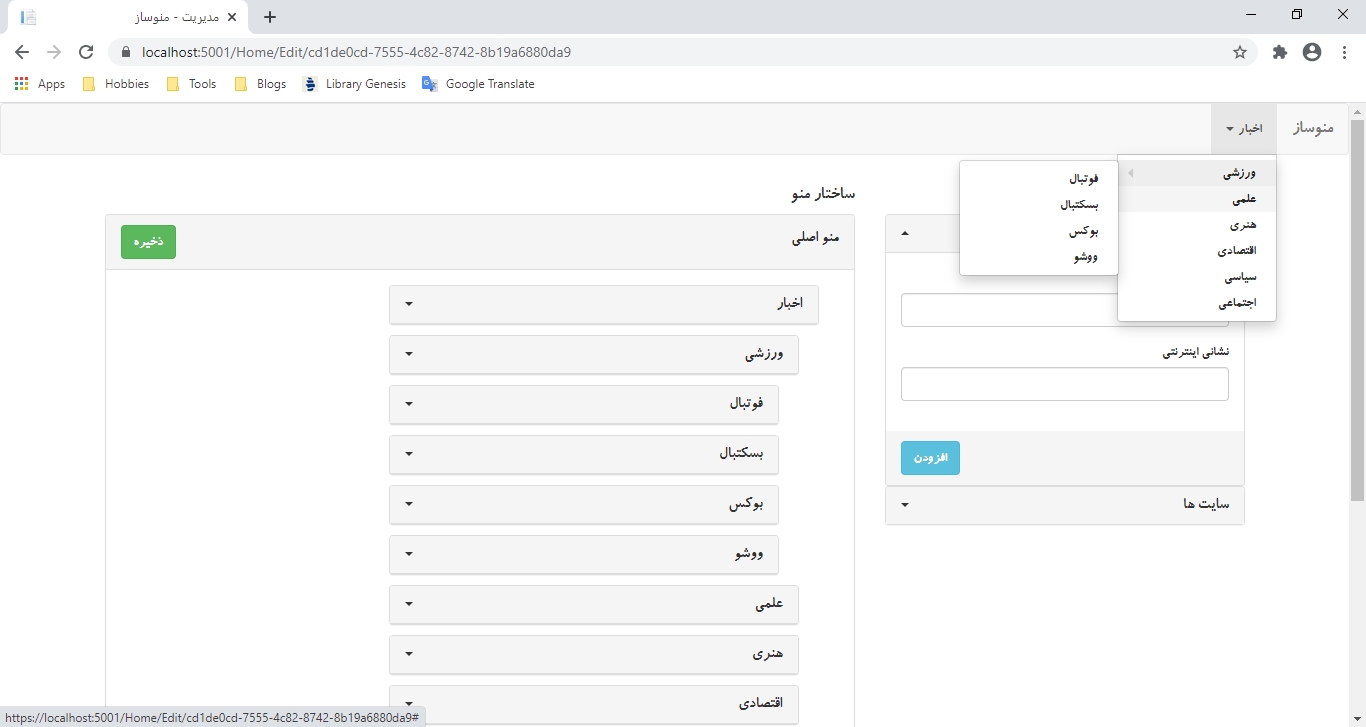 مدیریت - منوساز
localhost:5001/Home/Edit/cd1de0cd-7555-4c82-8742-8b19a6880da9
Apps
Hobbies
Tools
Blogs
Library Genesis
Google Translate
منوساز
اخبار
ورزشی
علمی
هنری
اقتصادی
سیاسی
اجتماعی
فوتبال
بسکتبال
بوکس
ووشو
نشانی اینترنتی
افزودن
سایت ها
ساختار منو
منو اصلی
ذخیره
اخبار
ورزشی
فوتبال
بسکتبال
بوکس
ووشو
علمی
هنری
اقتصادی
https://localhost:5001/Home/Edit/cd1de0cd-7555-4c82-8742-8b19a6880da9#